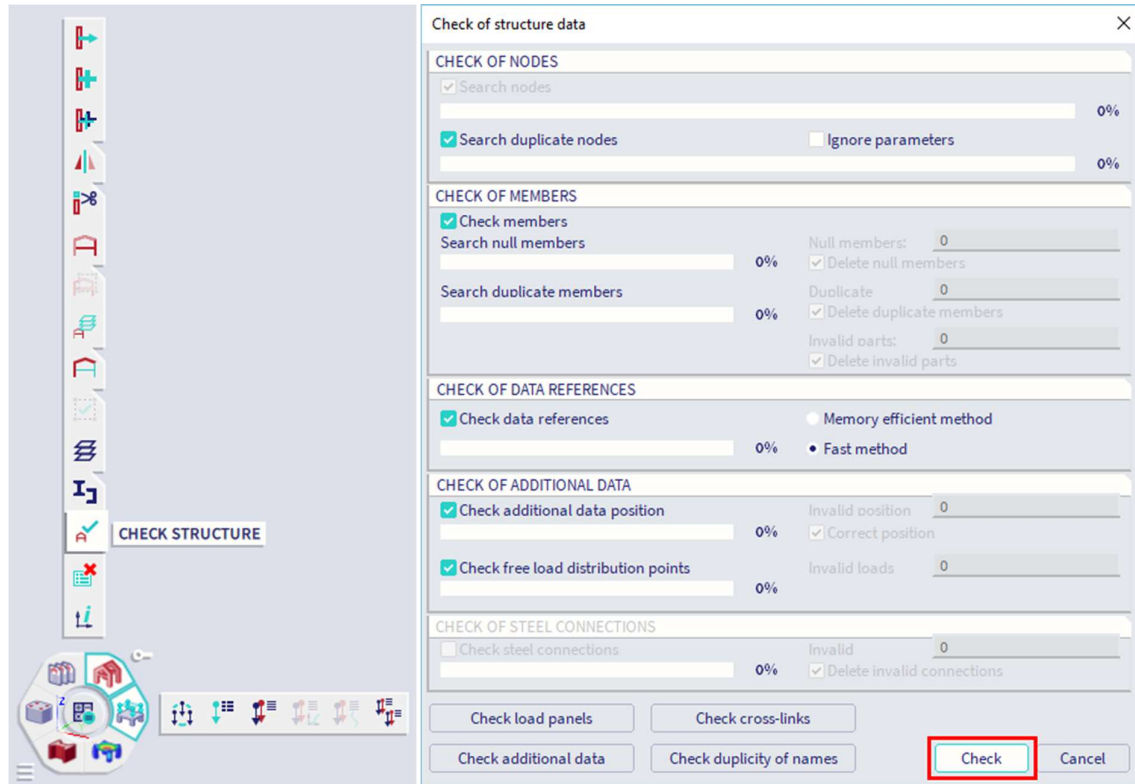 Check of structure data
CHECK OF NODES
Search nodes
0%
Search duplicate nodes
Ignore parameters
0%
CHECK OF MEMBERS
Check members
Search null members
Null members: 0
0%
Delete null members
Search duplicate members
Duplicate 0
0%
Delete duplicate members
Invalid parts: 0
Delete invalid parts
CHECK OF DATA REFERENCES
Check data references
Memory efficient method
0%
Fast method
CHECK OF ADDITIONAL DATA
Check additional data position
Invalid position 0
0%
Correct position
CHECK STRUCTURE
Check free load distribution points
Invalid loads 0
0%
CHECK OF STEEL CONNECTIONS
Check steel connections
Invalid 0
0%
Delete invalid connections
Check load panels
Check cross-links
Check additional data
Check duplicity of names
Check
Cancel